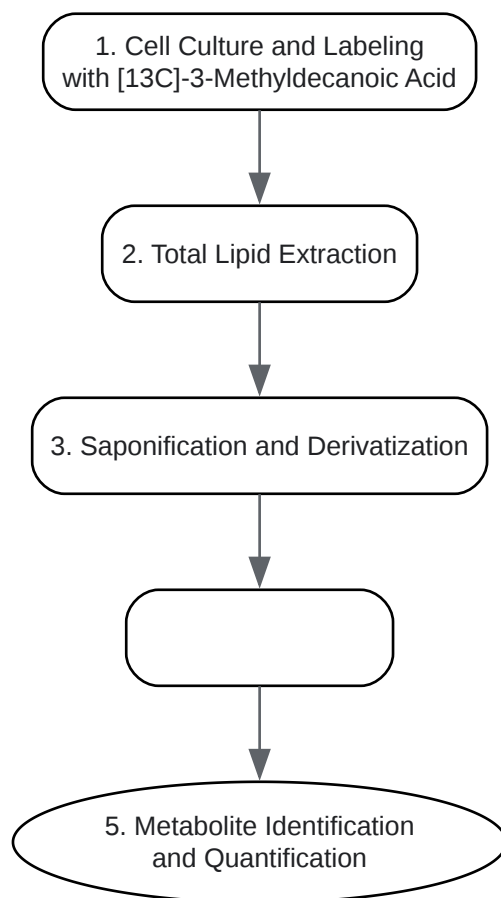 1. Cell Culture and Labeling
with [13C]-3-Methyldecanoic Acid
2. Total Lipid Extraction
3. Saponification and Derivatization
5. Metabolite Identification
and Quantification